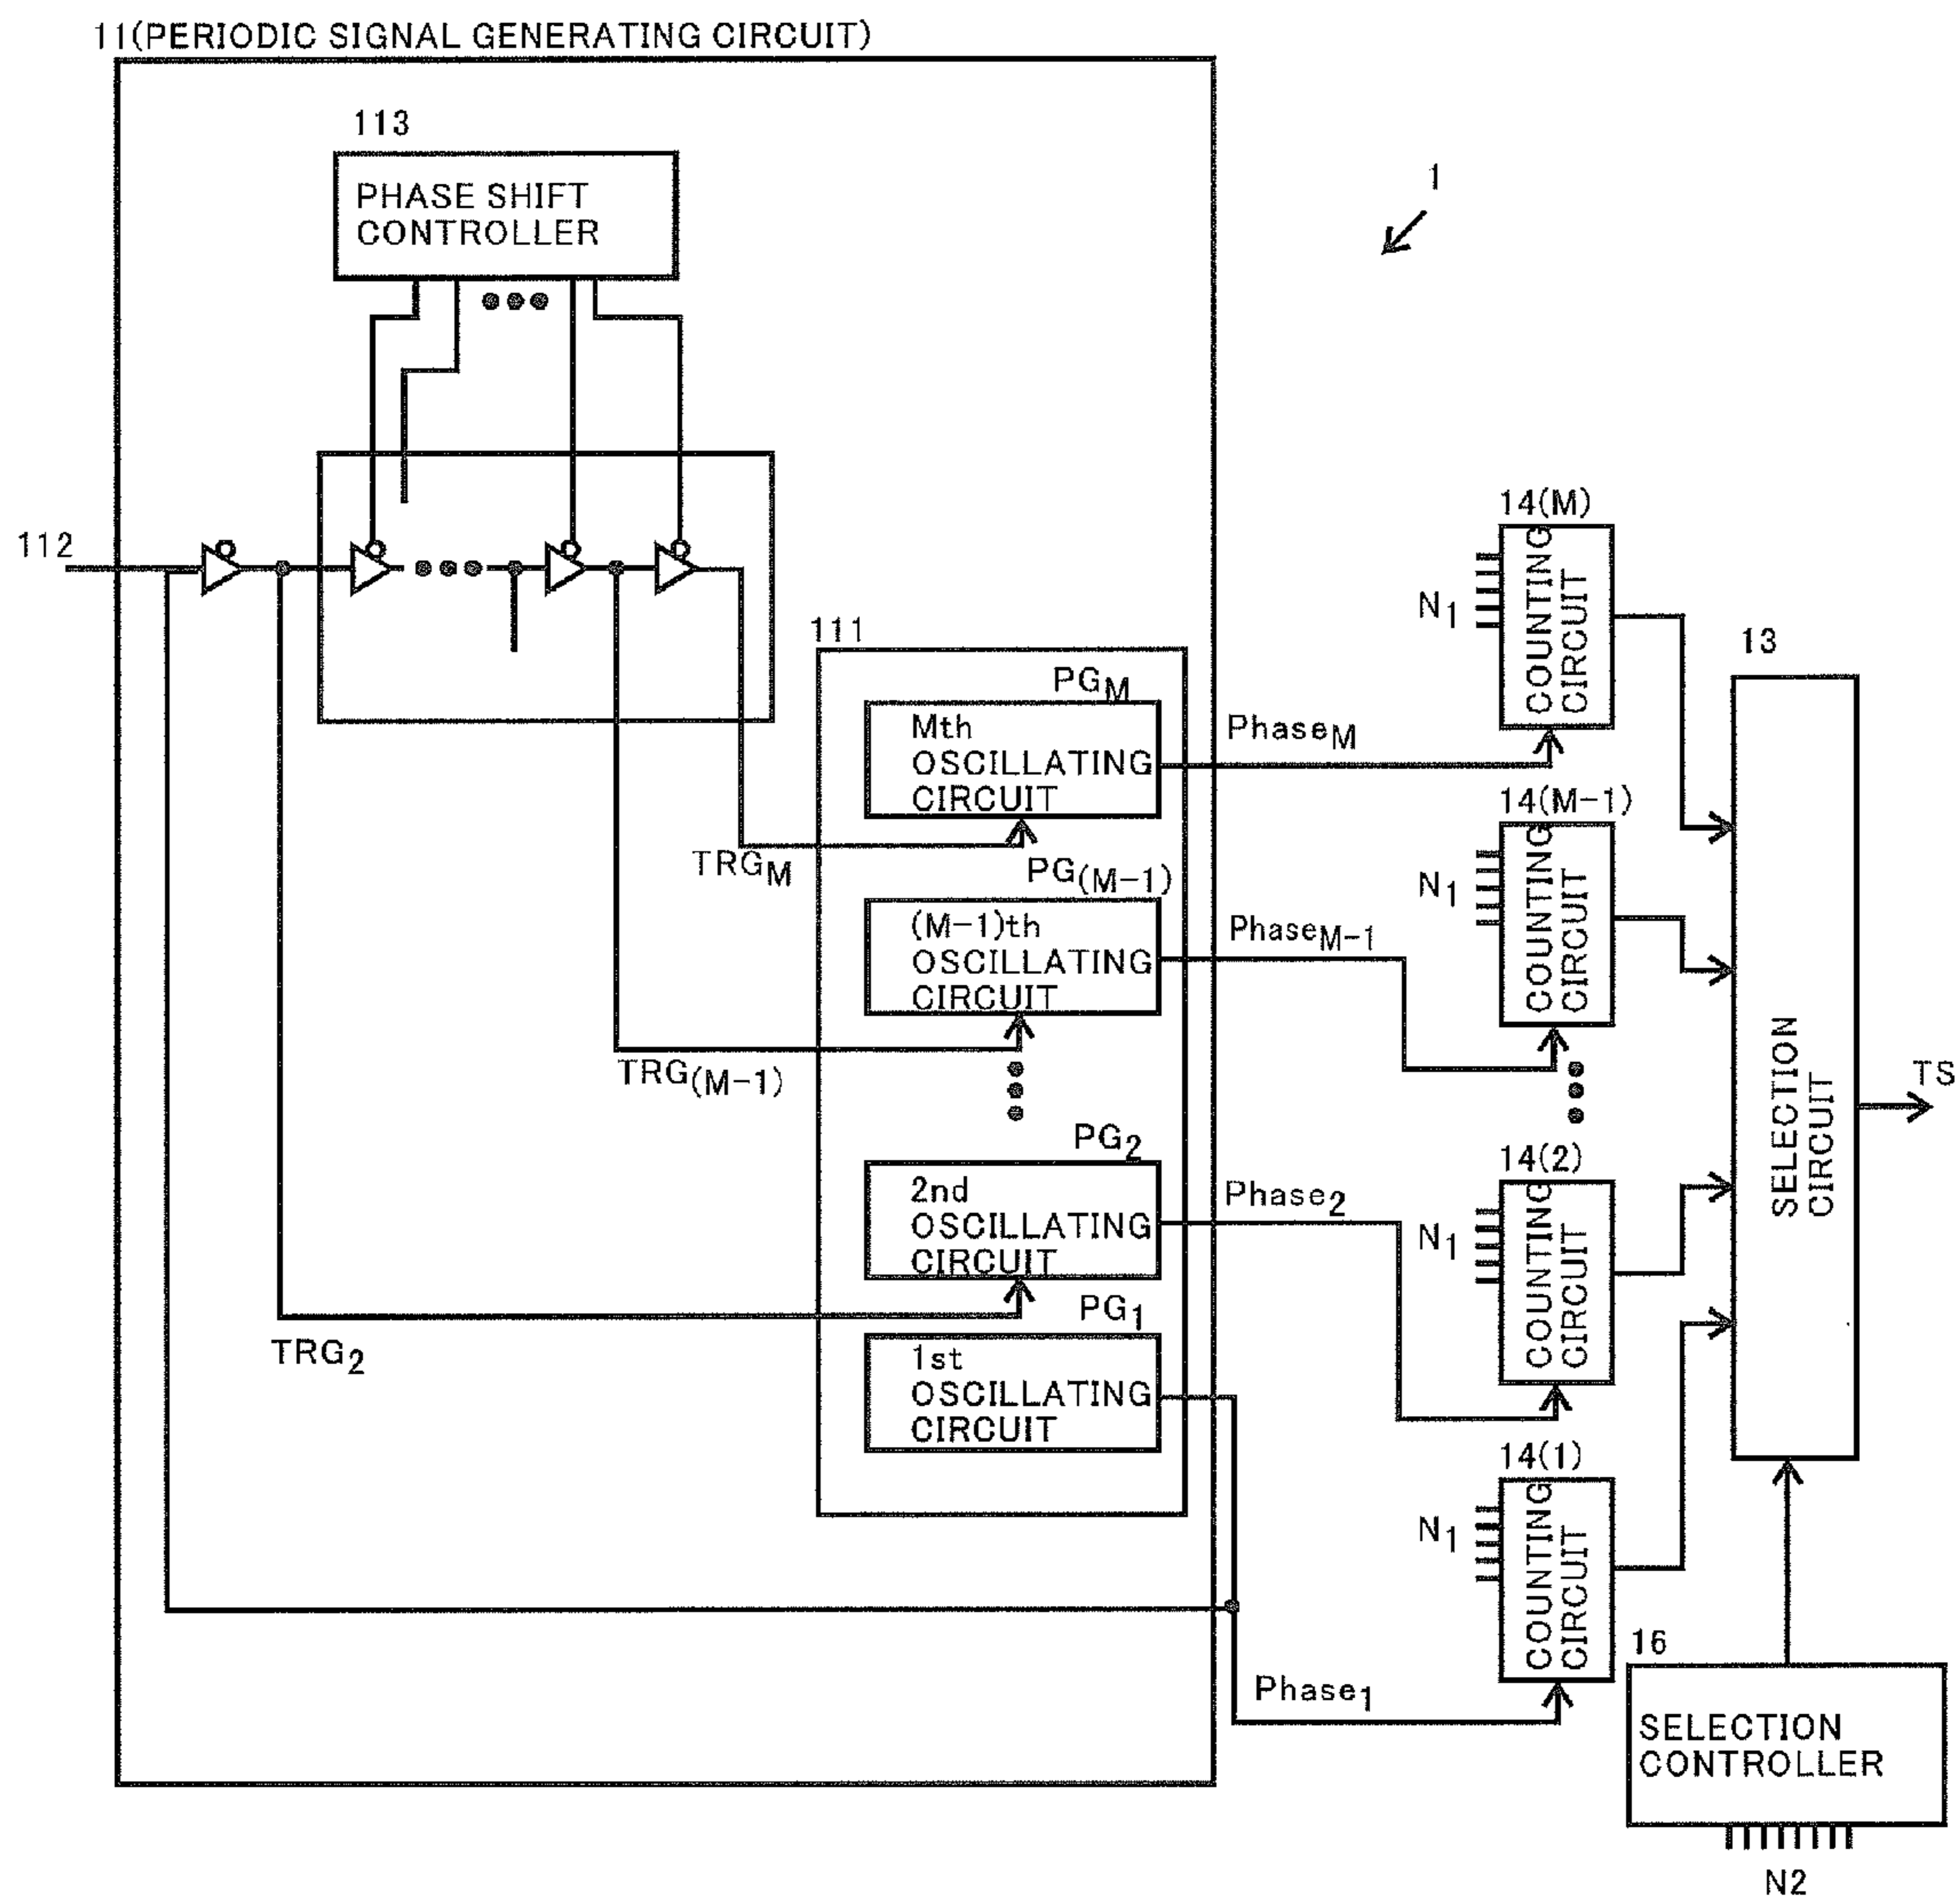 11(PERIODIC SIGNAL GENERATING CIRCUIT)
113
PHASE SHIFT
CONTROLLER
1
112
14(M)
COUNTING
CIRCUIT
N1
13
111
PGM
Mth
OSCILLATING
CIRCUIT
PhaseM
TRGM
14(M-1)
COUNTING
CIRCUIT
N1
PG(M-1)
(M-1)th
OSCILLATING
CIRCUIT
PhaseM-1
TRG(M-1)
SELECTION
CIRCUIT
TS
PG2
2nd
OSCILLATING
CIRCUIT
Phase2
14(2)
COUNTING
CIRCUIT
N1
TRG2
PG1
1st
OSCILLATING
CIRCUIT
14(1)
COUNTING
CIRCUIT
N1
Phase1
16
SELECTION
CONTROLLER
N2